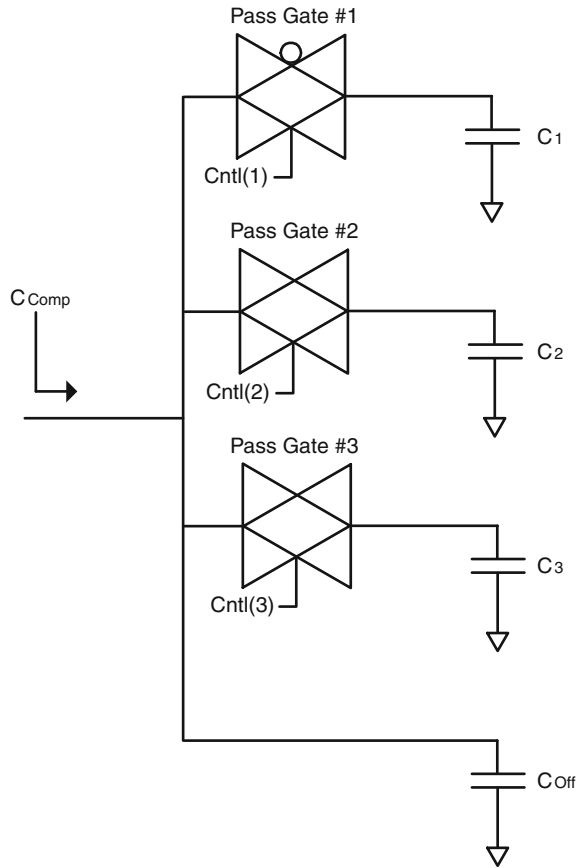 Pass Gate #1
Cntl(1)
C1
Pass Gate #2
CComp
Cntl(2)
C2
Pass Gate #3
Cntl(3)
C3
COff